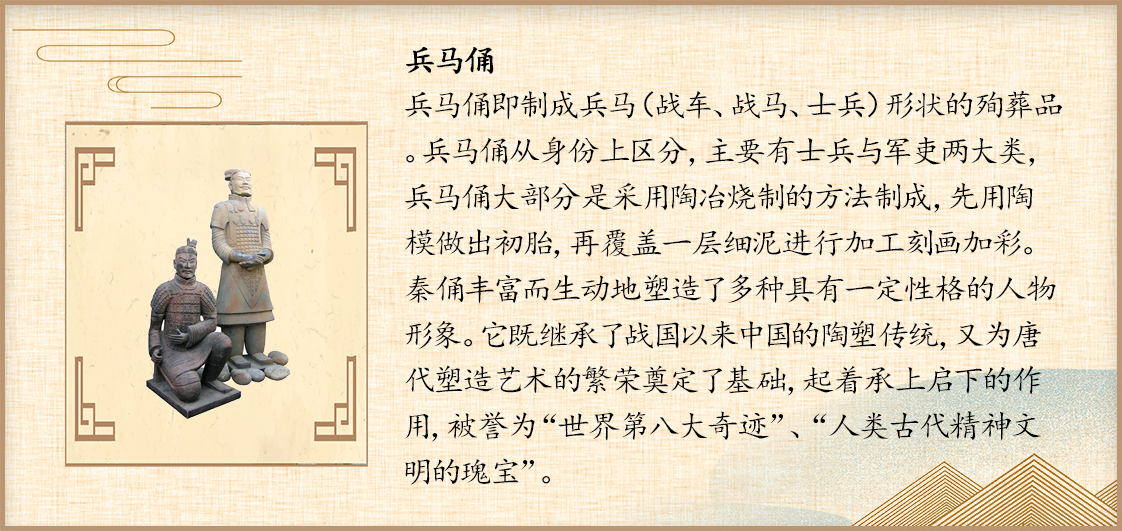 兵马俑
兵马俑即制成兵马(战车、战马、士兵)形状的殉葬品
。兵马俑从身份上区分,主要有士兵与军吏两大类,
兵马俑大部分是采用陶冶烧制的方法制成,先用陶
模做出初胎,再覆盖一层细泥进行加工刻画加彩。
秦俑丰富而生动地塑造了多种具有一定性格的人物
形象。它既继承了战国以来中国的陶塑传统,又为唐
代塑造艺术的繁荣奠定了基础,起着承上启下的作
用,被誉为“世界第八大奇迹”、“人类古代精神文
明的瑰宝”。